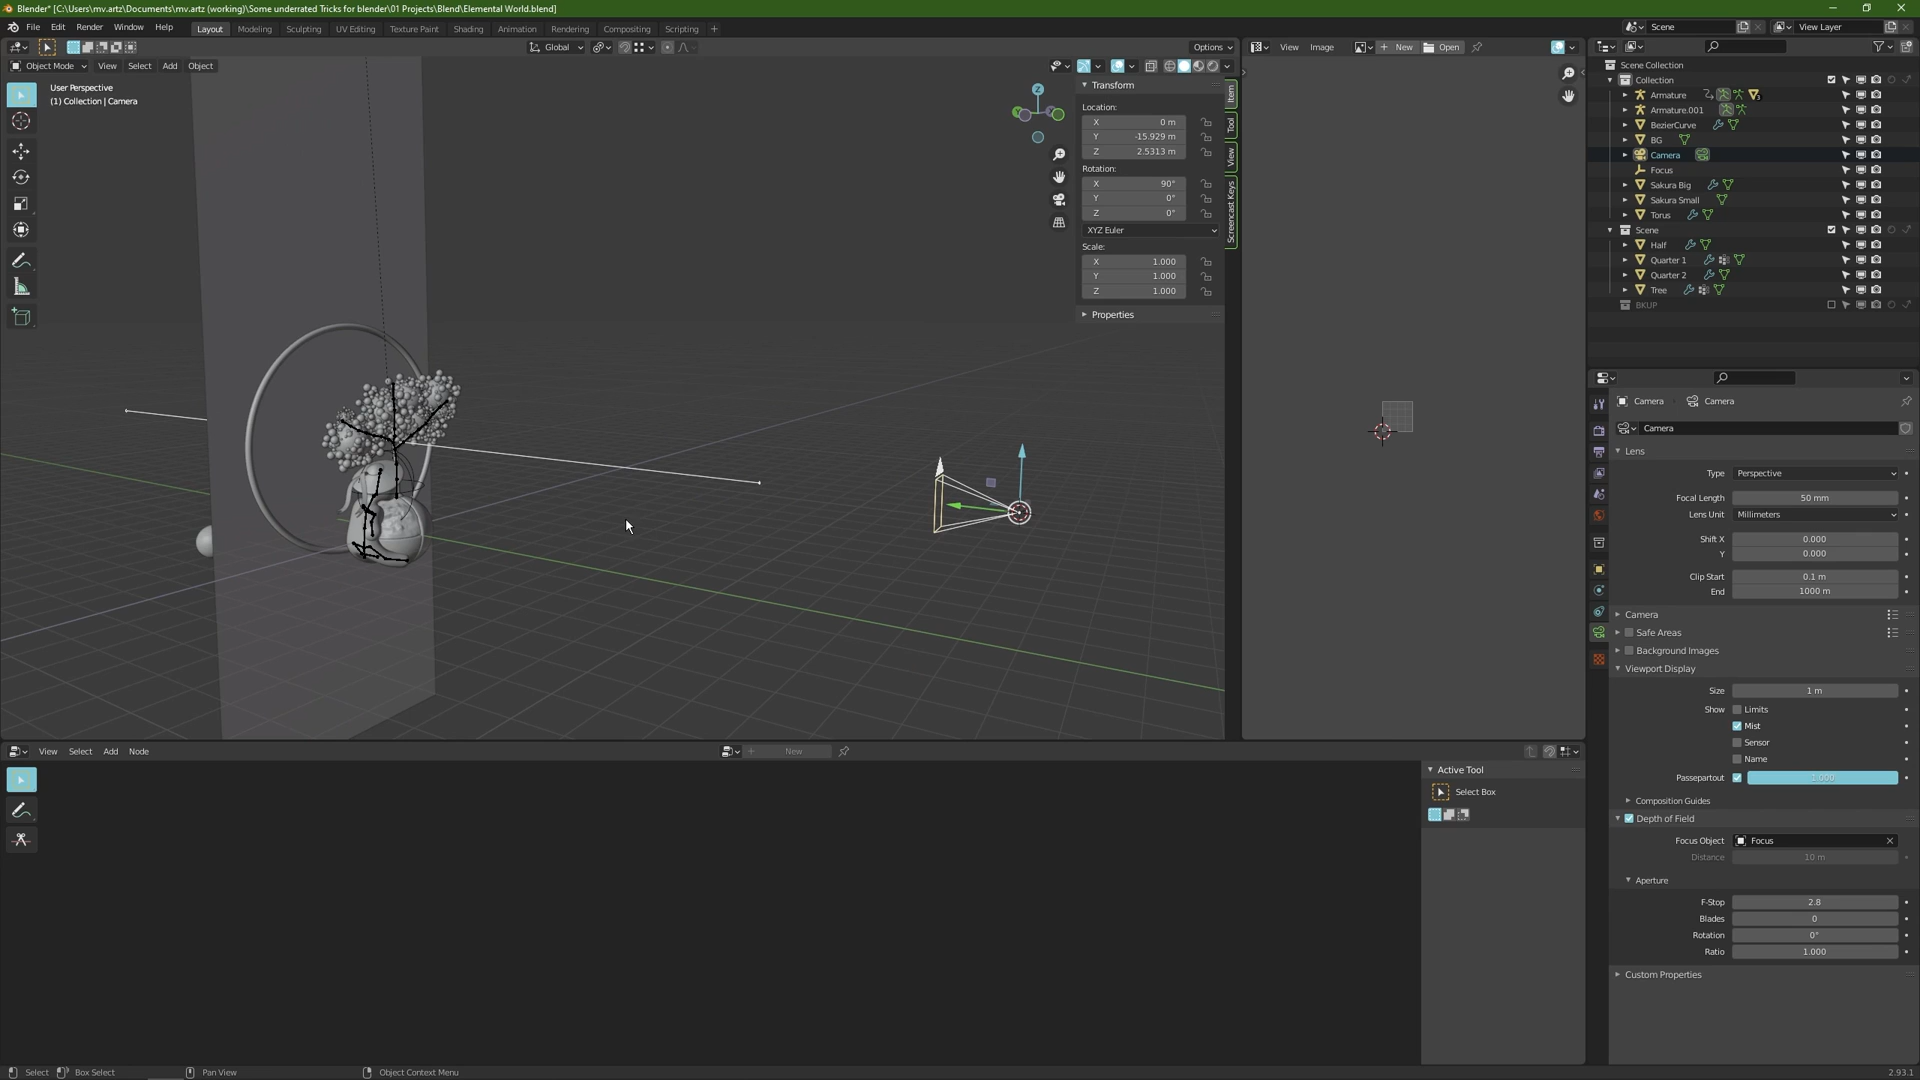 Blender* [C:\Users\mv.artz\Documents\mv.artz (working)\Some underrated Tricks for blender\01 Projects\Blend\Elemental World.blend]
File Edit Render Window Help
Layout Modeling Sculpting UV Editing Texture Paint Shading Animation Rendering Compositing Scripting +
Scene
View Layer
Global
Options
View Image
New
Open
Object Mode View Select Add Object
User Perspective
(1) Collection | Camera
Z
Transform
Location:
X 0 m
Y -15.929 m
Z 2.5313 m
Rotation:
X 90°
Y 0°
Z 0°
XYZ Euler
Scale:
X 1.000
Y 1.000
Z 1.000
Properties
Item
Tool
View
Screencast Keys
Scene Collection
Collection
Armature
Armature.001
BezierCurve
BG
Camera
Focus
Sakura Big
Sakura Small
Torus
Scene
Half
Quarter 1
Quarter 2
Tree
BKUP
Camera Camera
Camera
Lens
Type Perspective
Focal Length 50 mm
Lens Unit Millimeters
Shift X 0.000
Y 0.000
Clip Start 0.1 m
End 1000 m
Camera
Safe Areas
Background Images
Viewport Display
Size 1 m
Show Limits
Mist
Sensor
Name
Passepartout 1.000
Composition Guides
Depth of Field
Focus Object Focus
Distance 10 m
Aperture
F-Stop 2.8
Blades 0
Rotation 0°
Ratio 1.000
Custom Properties
View Select Add Node
New
Active Tool
Select Box
Select Box Select Pan View Object Context Menu
2.93.1